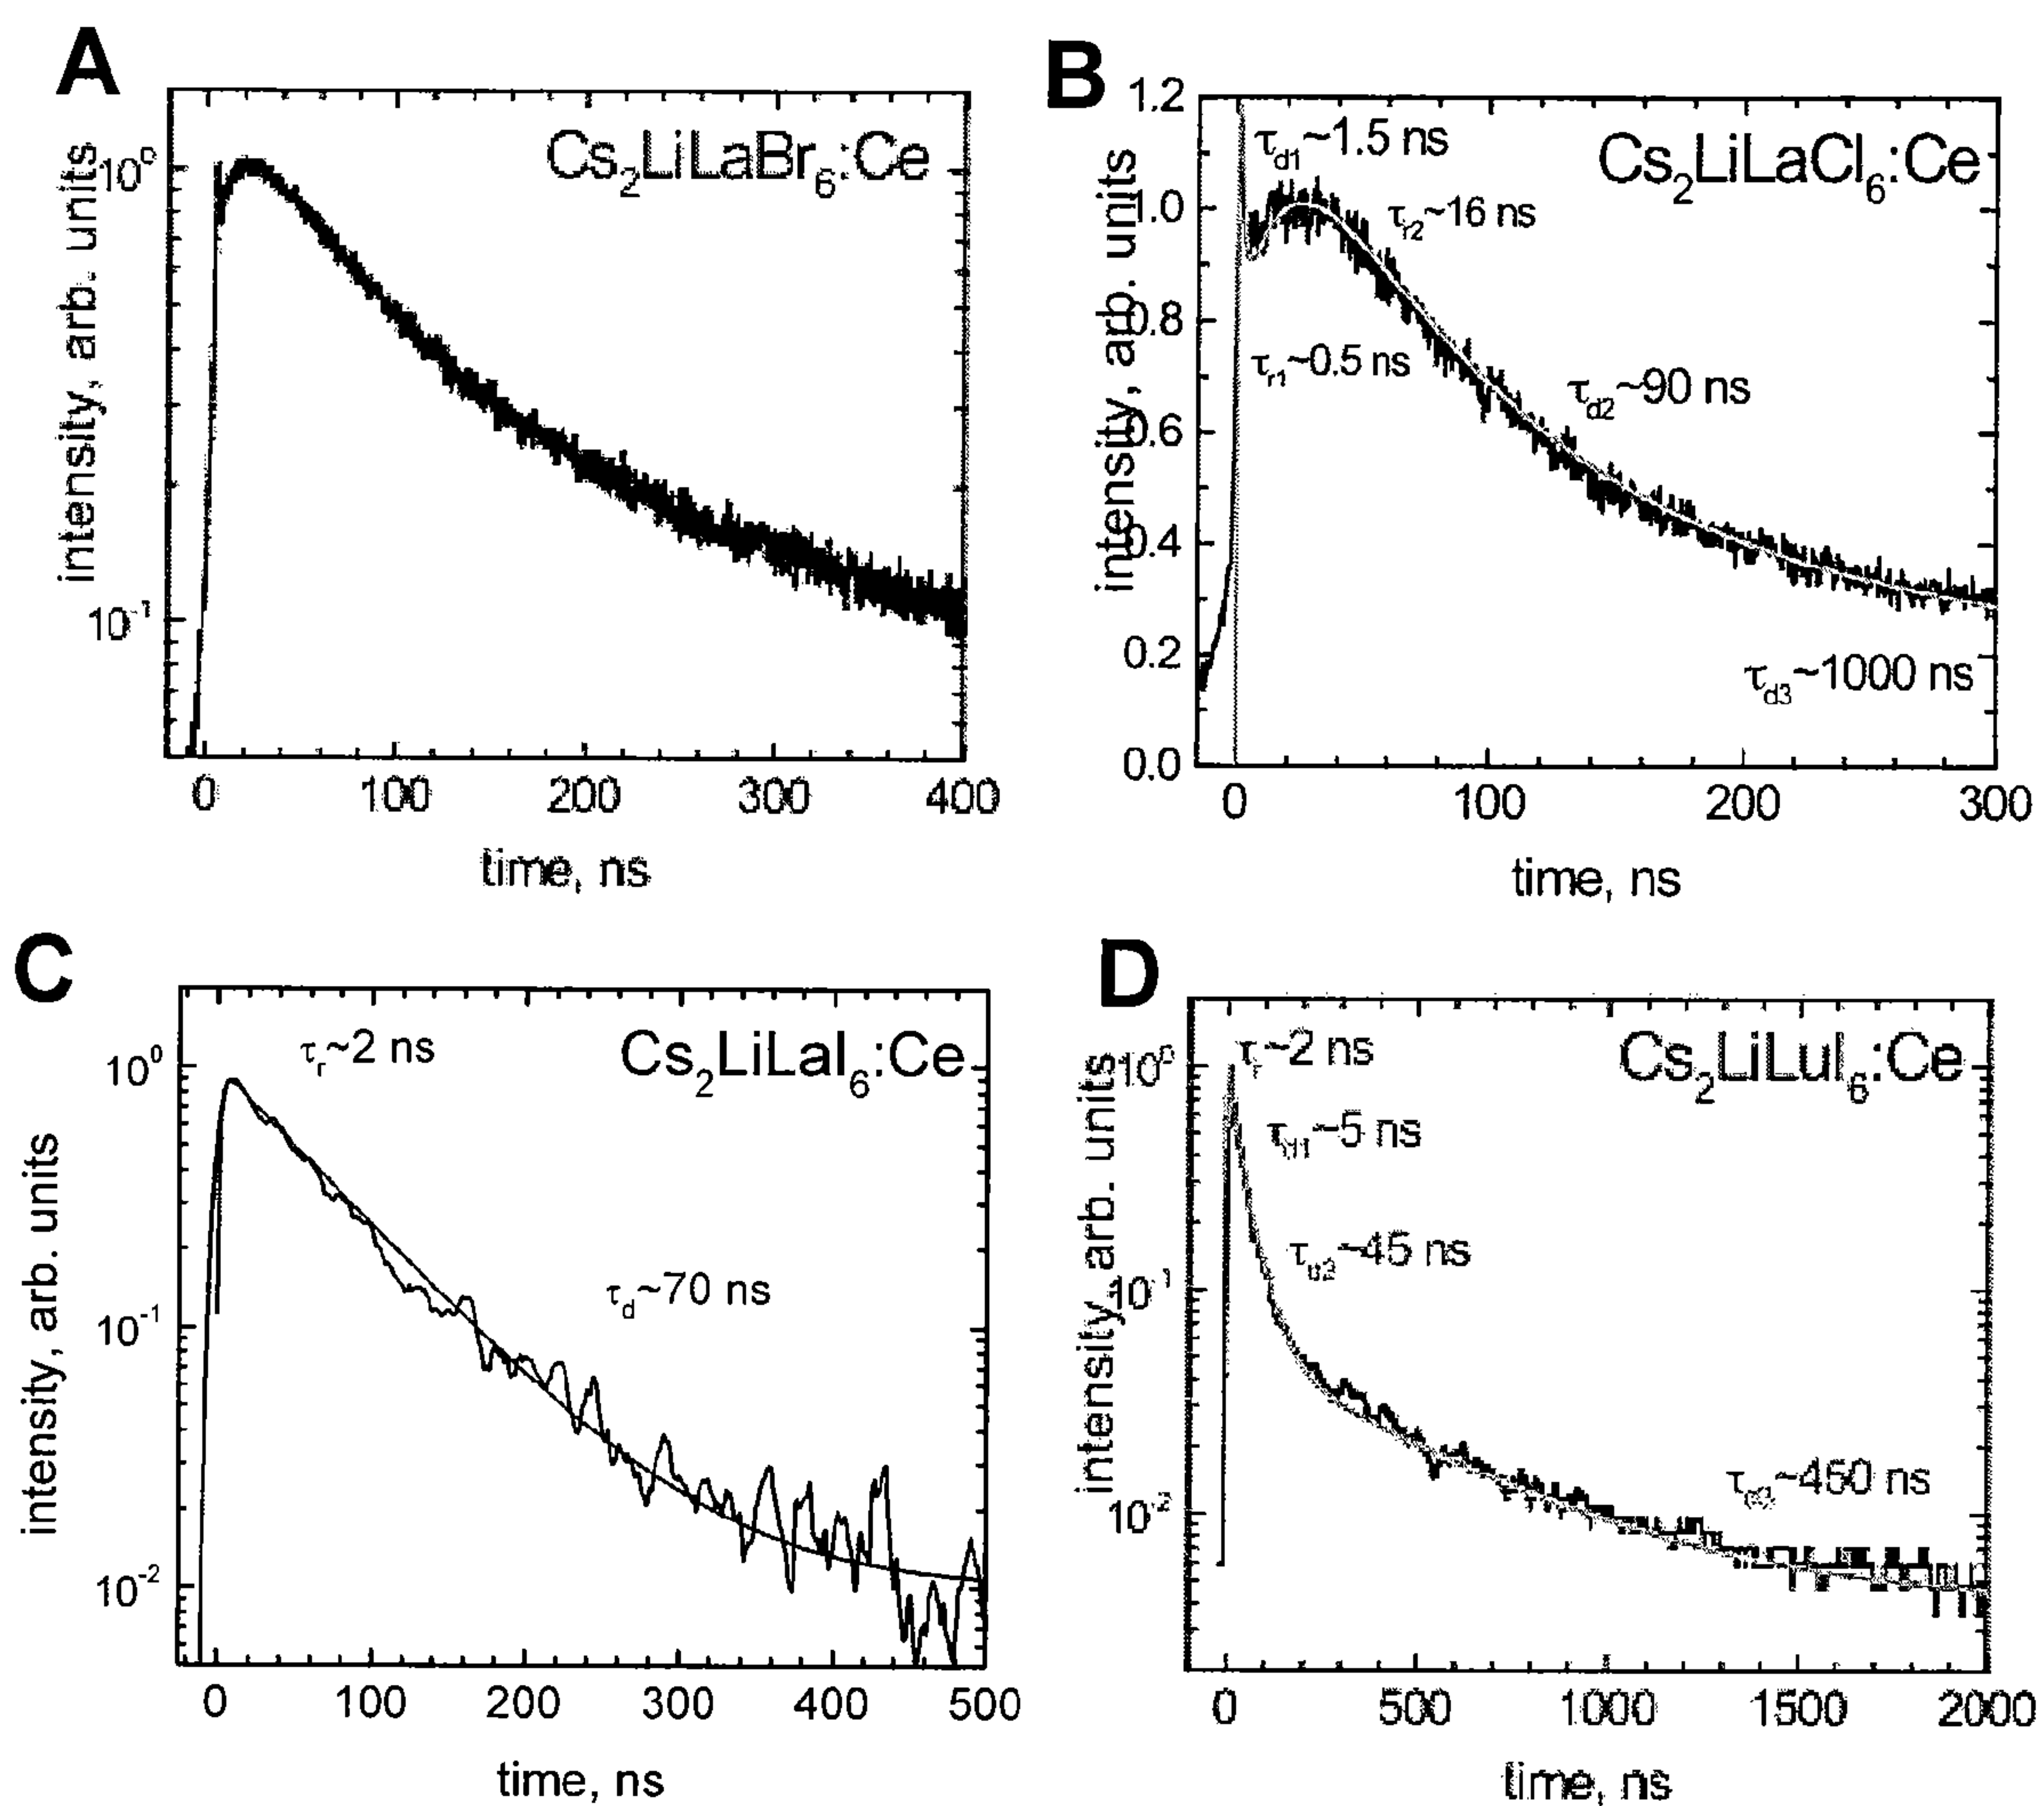 A
Cs2LiLaBr6:Ce
intensity, arb. units
10^0
10^-1
0 100 200 300 400
time, ns
B
Cs2LiLaCl6:Ce
intensity, arb. units
1.2
1.0
0.8
0.6
0.4
0.2
0.0
τd1~1.5 ns
τr2~16 ns
τr1~0.5 ns
τd2~90 ns
τd3~1000 ns
0 100 200 300
time, ns
C
Cs2LiLaI6:Ce
intensity, arb. units
10^0
10^-1
10^-2
τr~2 ns
τd~70 ns
0 100 200 300 400 500
time, ns
D
Cs2LiLuI6:Ce
intensity, arb. units
10^0
10^-1
10^-2
τr~2 ns
τd1~5 ns
τd2~45 ns
τd3~450 ns
0 500 1000 1500 2000
time, ns